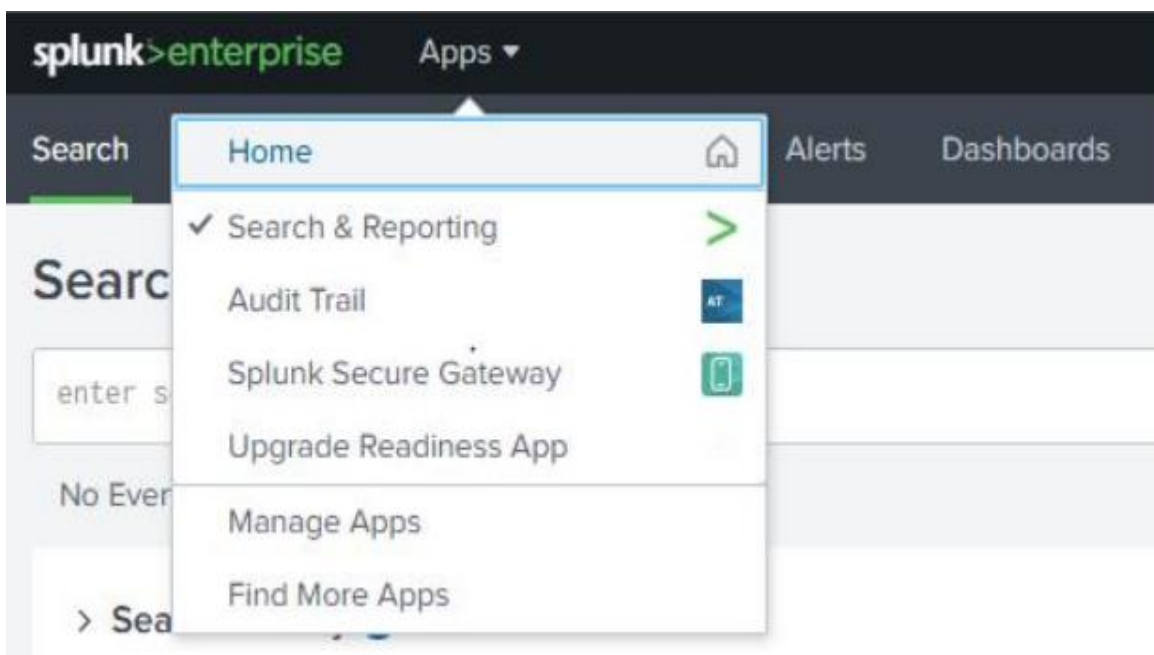 splunk>enterprise Apps
Search Home Alerts Dashboards
Search & Reporting
Searc
Audit Trail
AT
Splunk Secure Gateway
enter s
Upgrade Readiness App
No Ever
Manage Apps
Find More Apps
> Sea